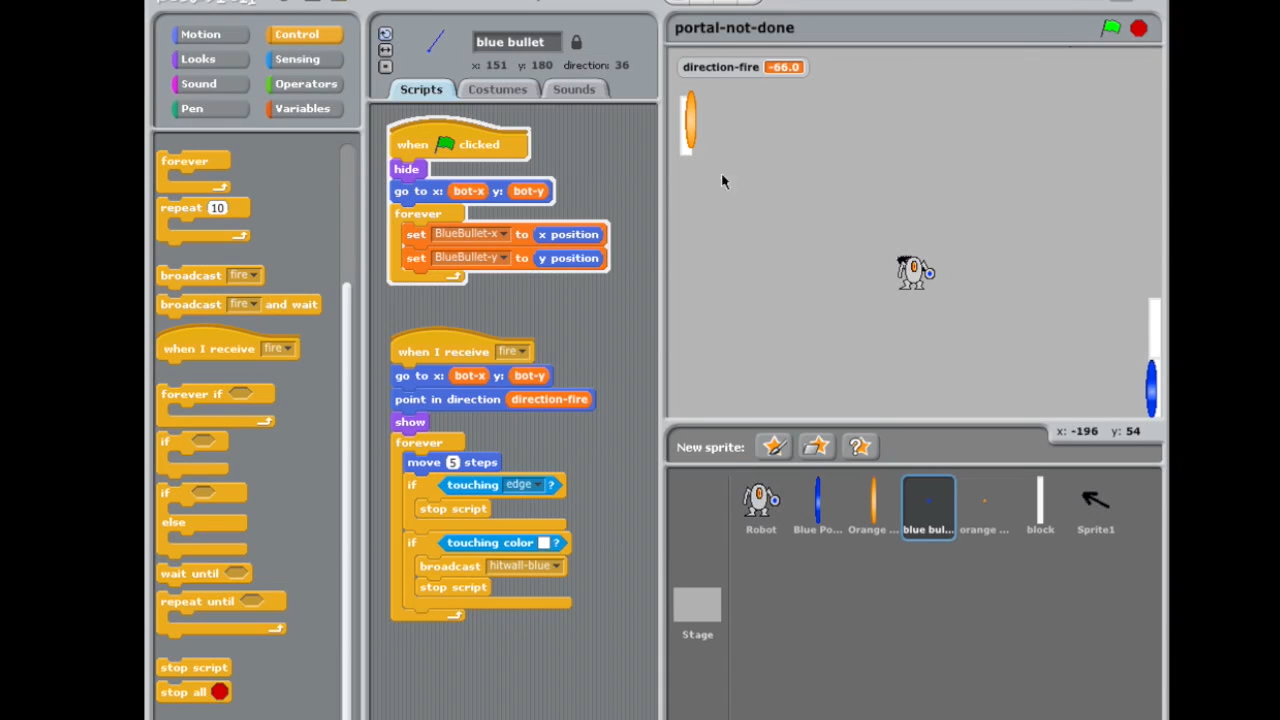 Motion
Control
Looks
Sensing
Sound
Operators
Pen
Variables
forever
repeat 10
broadcast fire
broadcast fire and wait
when I receive fire
forever if
if
if
else
wait until
repeat until
stop script
stop all
blue bullet
x: 151 y: 180 direction: 36
Scripts Costumes Sounds
when clicked
hide
go to x: bot-x y: bot-y
forever
set BlueBullet-x to x position
set BlueBullet-y to y position
when I receive fire
go to x: bot-x y: bot-y
point in direction direction-fire
show
forever
move 5 steps
if touching edge ?
stop script
if touching color ?
broadcast hitwall-blue
stop script
portal-not-done
direction-fire -66.0
x: -196 y: 54
New sprite:
Robot
Blue Po...
Orange ...
blue bul...
orange ...
block
Sprite1
Stage